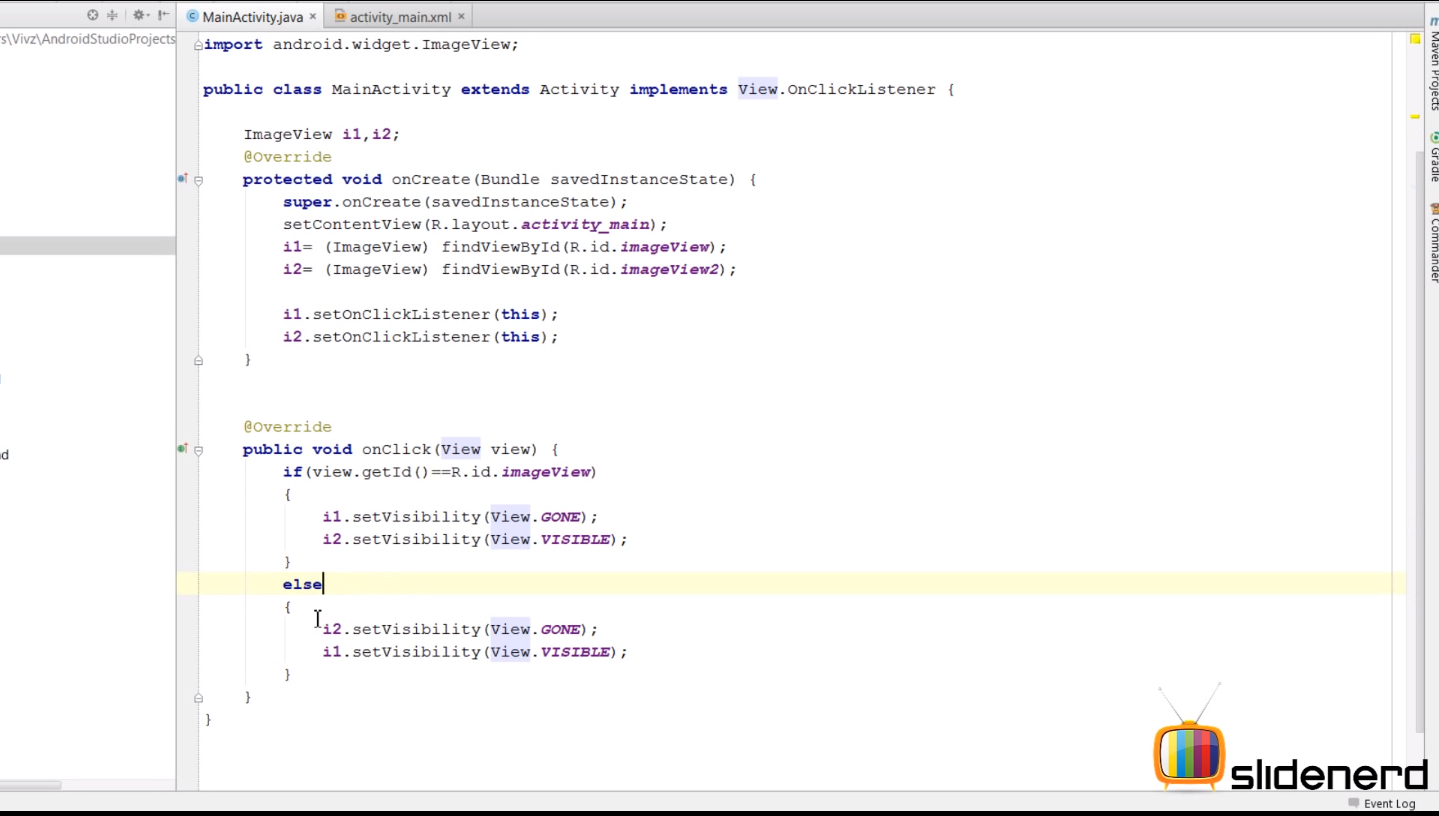 MainActivity.java
activity_main.xml
s\Vivz\AndroidStudioProjects
import android.widget.ImageView;
public class MainActivity extends Activity implements View.OnClickListener {
ImageView i1,i2;
@Override
protected void onCreate(Bundle savedInstanceState) {
super.onCreate(savedInstanceState);
setContentView(R.layout.activity_main);
i1= (ImageView) findViewById(R.id.imageView);
i2= (ImageView) findViewById(R.id.imageView2);
i1.setOnClickListener(this);
i2.setOnClickListener(this);
}
@Override
public void onClick(View view) {
if(view.getId()==R.id.imageView)
{
i1.setVisibility(View.GONE);
i2.setVisibility(View.VISIBLE);
}
else
{
i2.setVisibility(View.GONE);
i1.setVisibility(View.VISIBLE);
}
}
}
Maven Projects
Gradle
Commander
slidenerd
Event Log